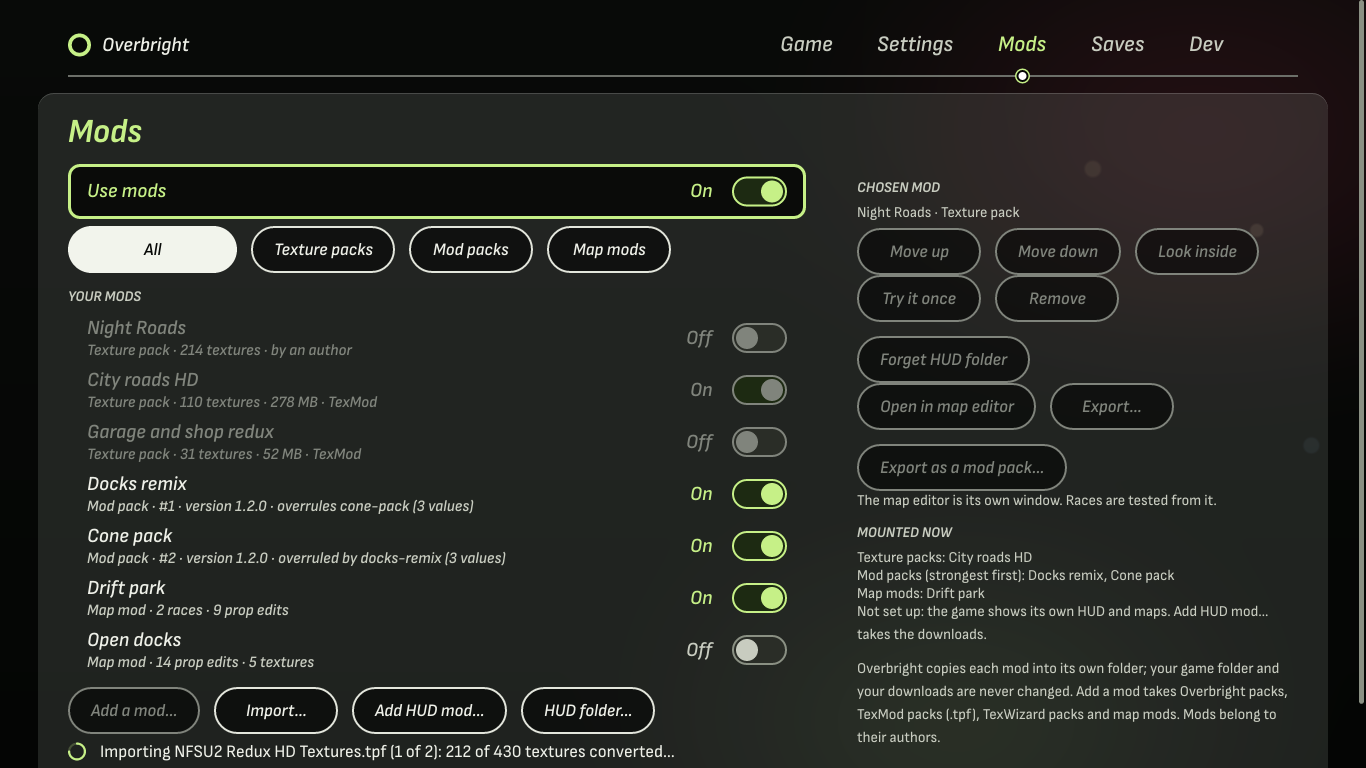 Overbright
Game
Settings
Mods
Saves
Dev
Mods
Use mods
On
All
Texture packs
Mod packs
Map mods
YOUR MODS
Night Roads
Texture pack · 214 textures · by an author
Off
City roads HD
Texture pack · 110 textures · 278 MB · TexMod
On
Garage and shop redux
Texture pack · 31 textures · 52 MB · TexMod
Off
Docks remix
Mod pack · #1 · version 1.2.0 · overrules cone-pack (3 values)
On
Cone pack
Mod pack · #2 · version 1.2.0 · overruled by docks-remix (3 values)
On
Drift park
Map mod · 2 races · 9 prop edits
On
Open docks
Map mod · 14 prop edits · 5 textures
Off
Add a mod...
Import...
Add HUD mod...
HUD folder...
Importing NFSU2 Redux HD Textures.tpf (1 of 2): 212 of 430 textures converted...
CHOSEN MOD
Night Roads · Texture pack
Move up
Move down
Look inside
Try it once
Remove
Forget HUD folder
Open in map editor
Export...
Export as a mod pack...
The map editor is its own window. Races are tested from it.
MOUNTED NOW
Texture packs: City roads HD
Mod packs (strongest first): Docks remix, Cone pack
Map mods: Drift park
Not set up: the game shows its own HUD and maps. Add HUD mod...
takes the downloads.
Overbright copies each mod into its own folder; your game folder and
your downloads are never changed. Add a mod takes Overbright packs,
TexMod packs (.tpf), TexWizard packs and map mods. Mods belong to
their authors.